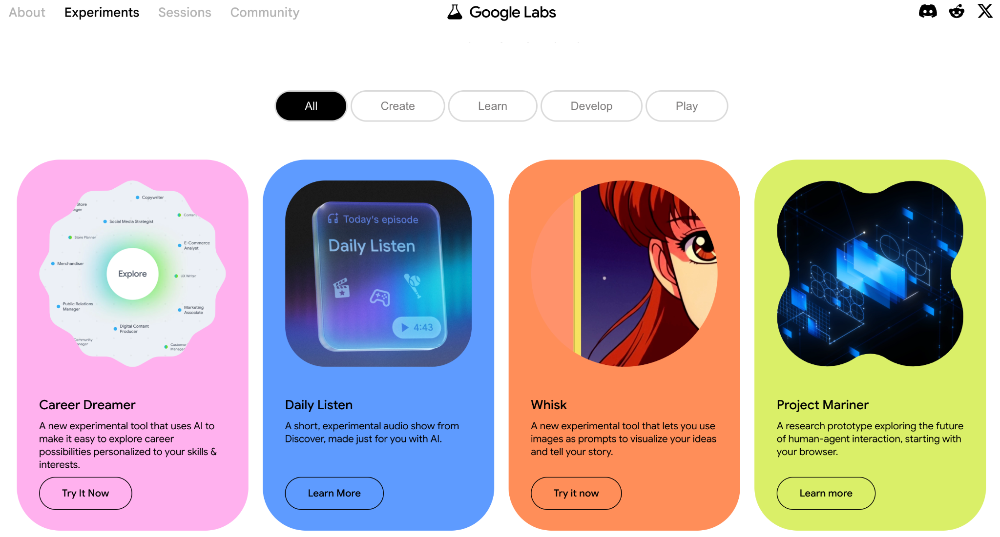 About
Experiments
Sessions
Community
Google Labs
All
Create
Learn
Develop
Play
Copywriter
Store
ager
Content
Social Media Strategist
Store Planner
E-Commerce
Analyst
Merchandiser
Explore
UX Writer
Public Relations
Manager
Marketing
Associate
Digital Content
Producer
Community
nager
Customer
Manager
Career Dreamer
A new experimental tool that uses AI to
make it easy to explore career
possibilities personalized to your skills &
interests.
Try It Now
Today's episode
Daily Listen
4:43
Daily Listen
A short, experimental audio show from
Discover, made just for you with AI.
Learn More
Whisk
A new experimental tool that lets you use
images as prompts to visualize your ideas
and tell your story.
Try it now
Project Mariner
A research prototype exploring the future
of human-agent interaction, starting with
your browser.
Learn more